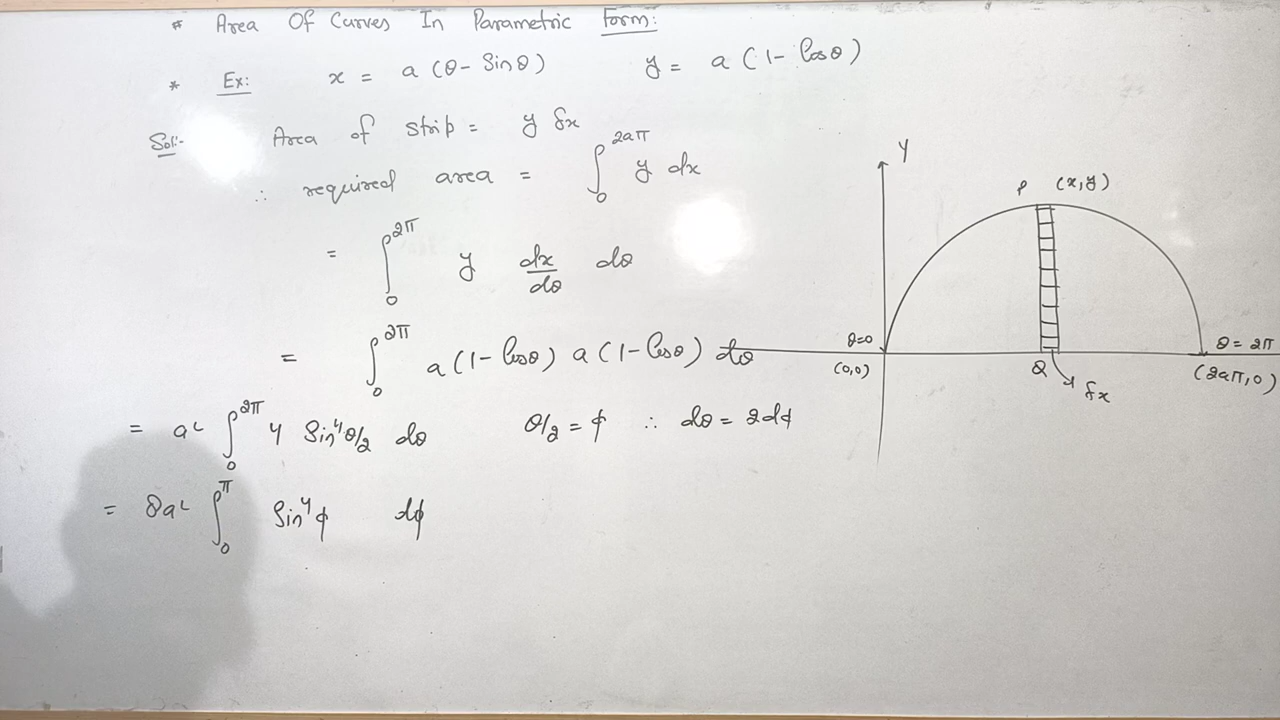 * Area Of Curves In Parametric Form:
* Ex: x = a (θ - Sinθ) y = a (1 - Cosθ)
Sol:- Area of strip = y δx
∴ required area = ∫₀^2aπ y dx
= ∫₀^2π y dx/dθ dθ
= ∫₀^2π a(1-Cosθ) a(1-Cosθ) dθ
= a² ∫₀^2π 4 Sin⁴θ/2 dθ θ/2 = ϕ ∴ dθ = 2dϕ
= 8a² ∫₀^π Sin⁴ϕ dϕ
Y
P (x,y)
θ=0 θ = 2π
(0,0) Q δx (2aπ,0)